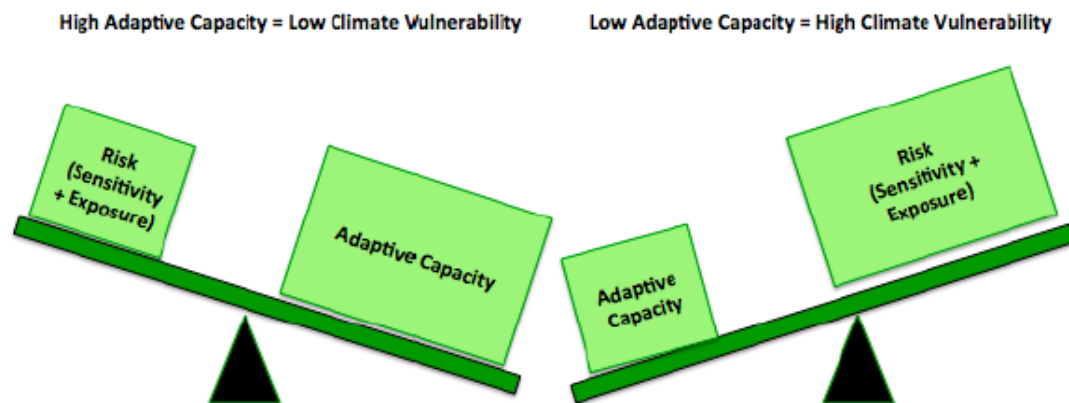 High Adaptive Capacity = Low Climate Vulnerability
Low Adaptive Capacity = High Climate Vulnerability
Risk
(Sensitivity
+ Exposure)
Adaptive Capacity
Adaptive
Capacity
Risk
(Sensitivity +
Exposure)